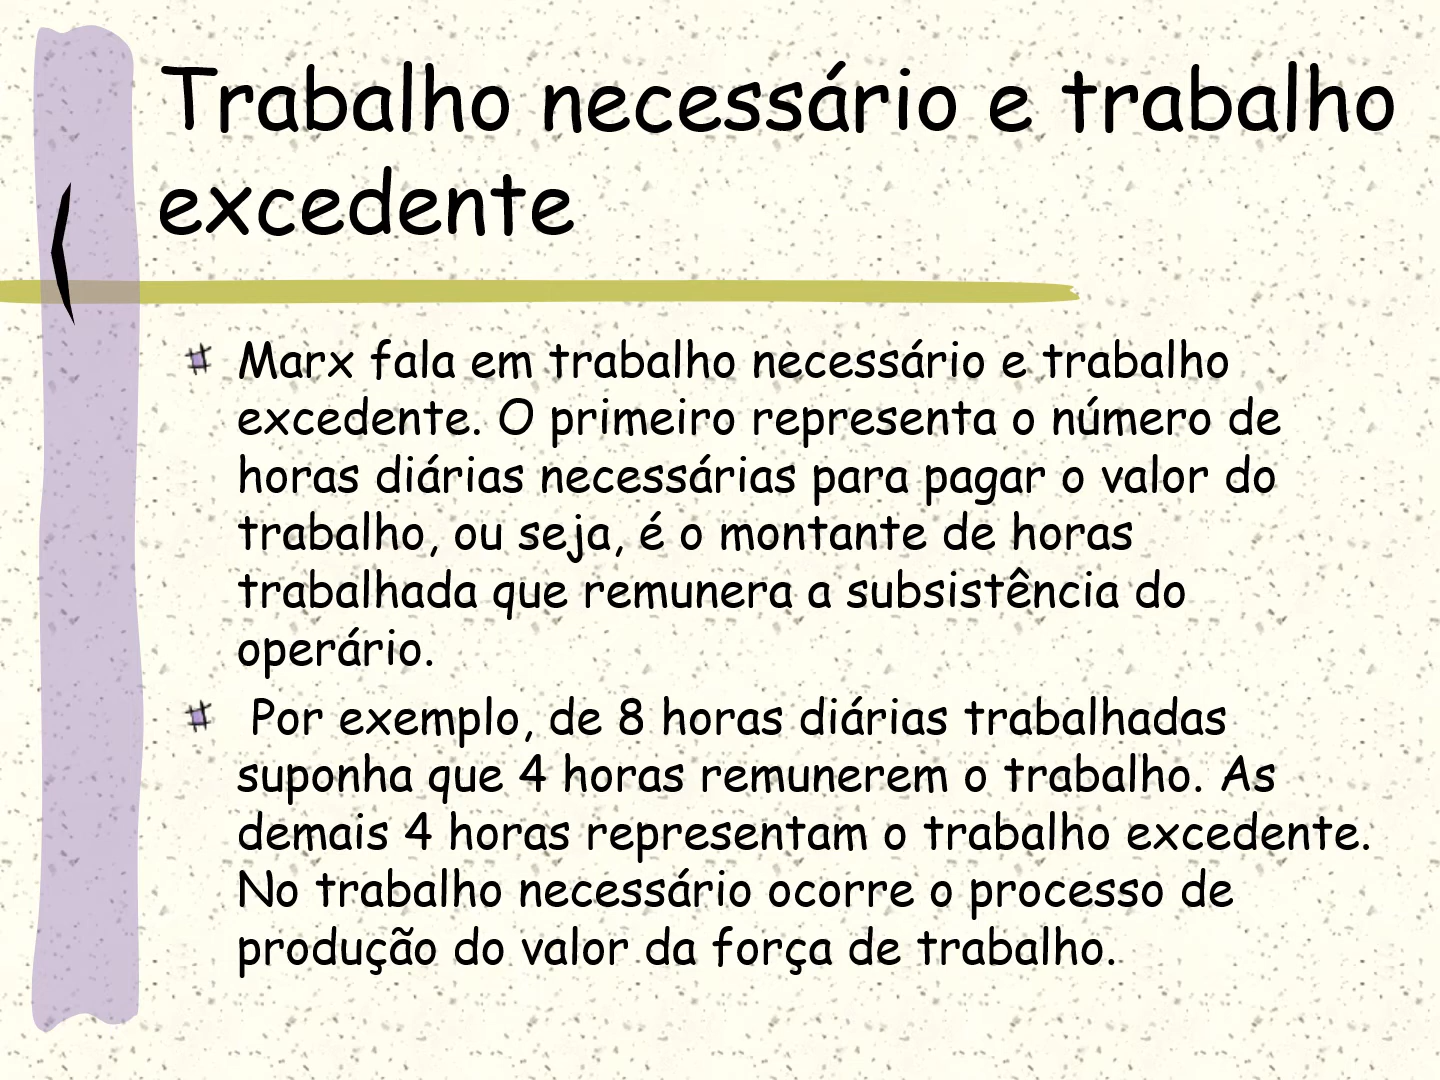 Trabalho necessário e trabalho
excedente
Marx fala em trabalho necessário e trabalho
excedente. O primeiro representa o número de
horas diárias necessárias para pagar o valor do
trabalho, ou seja, é o montante de horas
trabalhada que remunera a subsistência do
operário.
Por exemplo, de 8 horas diárias trabalhadas
suponha que 4 horas remunerem o trabalho. As
demais 4 horas representam o trabalho excedente.
No trabalho necessário ocorre o processo de
produção do valor da força de trabalho.